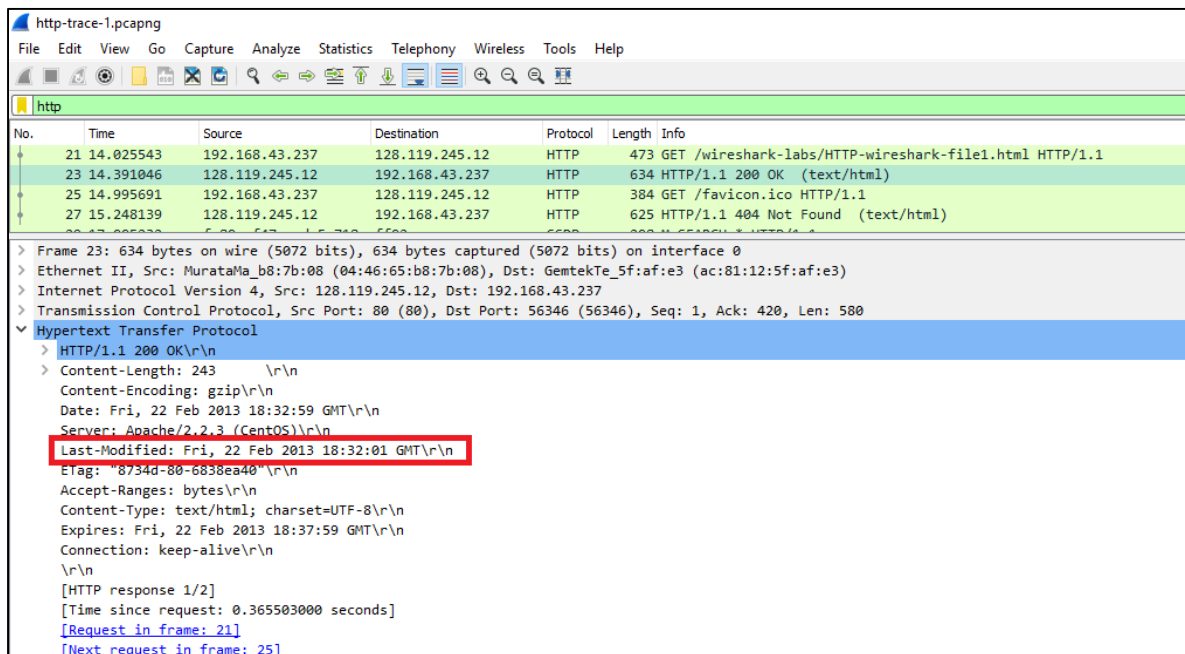 http-trace-1.pcapng
File Edit View Go Capture Analyze Statistics Telephony Wireless Tools Help
http
No. Time Source Destination Protocol Length Info
21 14.025543 192.168.43.237 128.119.245.12 HTTP 473 GET /wireshark-labs/HTTP-wireshark-file1.html HTTP/1.1
23 14.391046 128.119.245.12 192.168.43.237 HTTP 634 HTTP/1.1 200 OK (text/html)
25 14.995691 192.168.43.237 128.119.245.12 HTTP 384 GET /favicon.ico HTTP/1.1
27 15.248139 128.119.245.12 192.168.43.237 HTTP 625 HTTP/1.1 404 Not Found (text/html)
> Frame 23: 634 bytes on wire (5072 bits), 634 bytes captured (5072 bits) on interface 0
> Ethernet II, Src: MurataMa_b8:7b:08 (04:46:65:b8:7b:08), Dst: GemtekTe_5f:af:e3 (ac:81:12:5f:af:e3)
> Internet Protocol Version 4, Src: 128.119.245.12, Dst: 192.168.43.237
> Transmission Control Protocol, Src Port: 80 (80), Dst Port: 56346 (56346), Seq: 1, Ack: 420, Len: 580
Hypertext Transfer Protocol
> HTTP/1.1 200 OK\r\n
> Content-Length: 243 \r\n
Content-Encoding: gzip\r\n
Date: Fri, 22 Feb 2013 18:32:59 GMT\r\n
Server: Apache/2.2.3 (CentOS)\r\n
Last-Modified: Fri, 22 Feb 2013 18:32:01 GMT\r\n
ETag: "8734d-80-6838ea40"\r\n
Accept-Ranges: bytes\r\n
Content-Type: text/html; charset=UTF-8\r\n
Expires: Fri, 22 Feb 2013 18:37:59 GMT\r\n
Connection: keep-alive\r\n
\r\n
[HTTP response 1/2]
[Time since request: 0.365503000 seconds]
[Request in frame: 21]
[Next request in frame: 25]